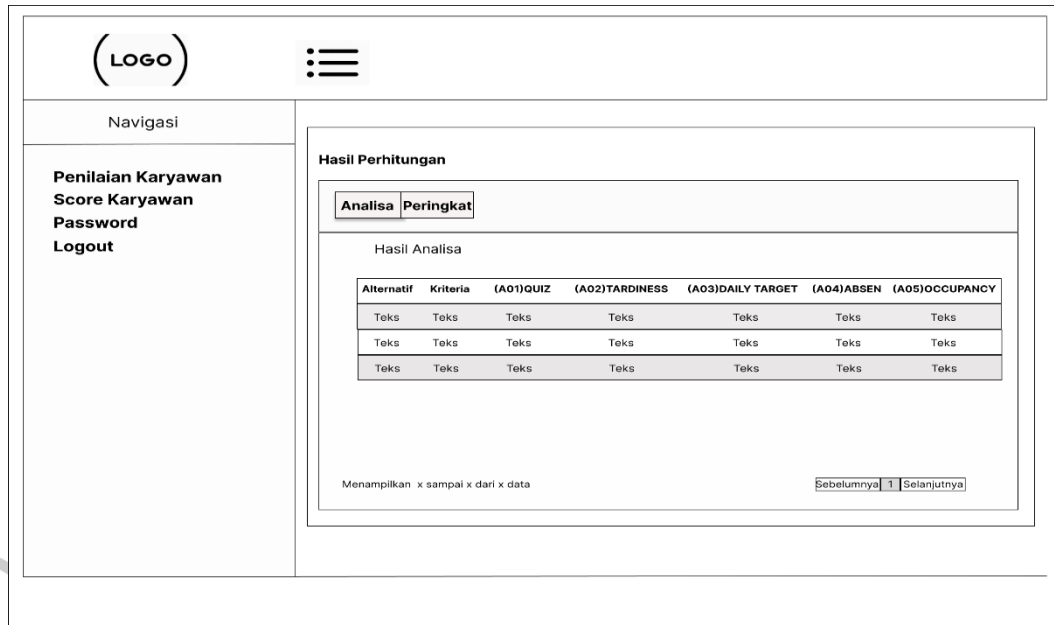 LOGO
Navigasi
Penilaian Karyawan
Score Karyawan
Password
Logout
Hasil Perhitungan
Analisa Peringkat
Hasil Analisa
Alternatif Kriteria (A01)QUIZ (A02)TARDINESS (A03)DAILY TARGET (A04)ABSEN (A05)OCCUPANCY
Teks Teks Teks Teks Teks Teks Teks
Teks Teks Teks Teks Teks Teks Teks
Teks Teks Teks Teks Teks Teks Teks
Menampilkan x sampai x dari x data
Sebelumnya 1 Selanjutnya